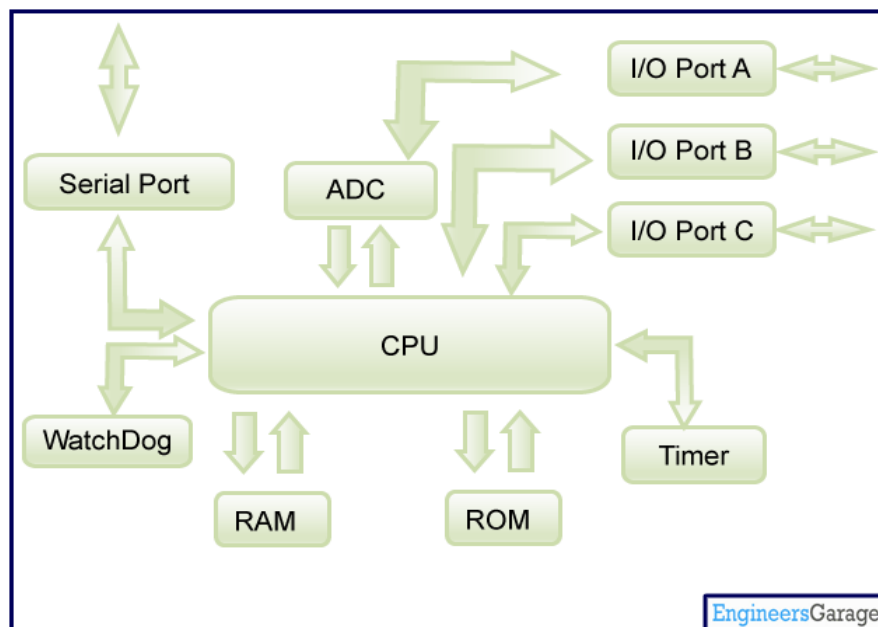 I/O Port A
I/O Port B
Serial Port
ADC
I/O Port C
CPU
WatchDog
Timer
RAM
ROM
EngineersGarage